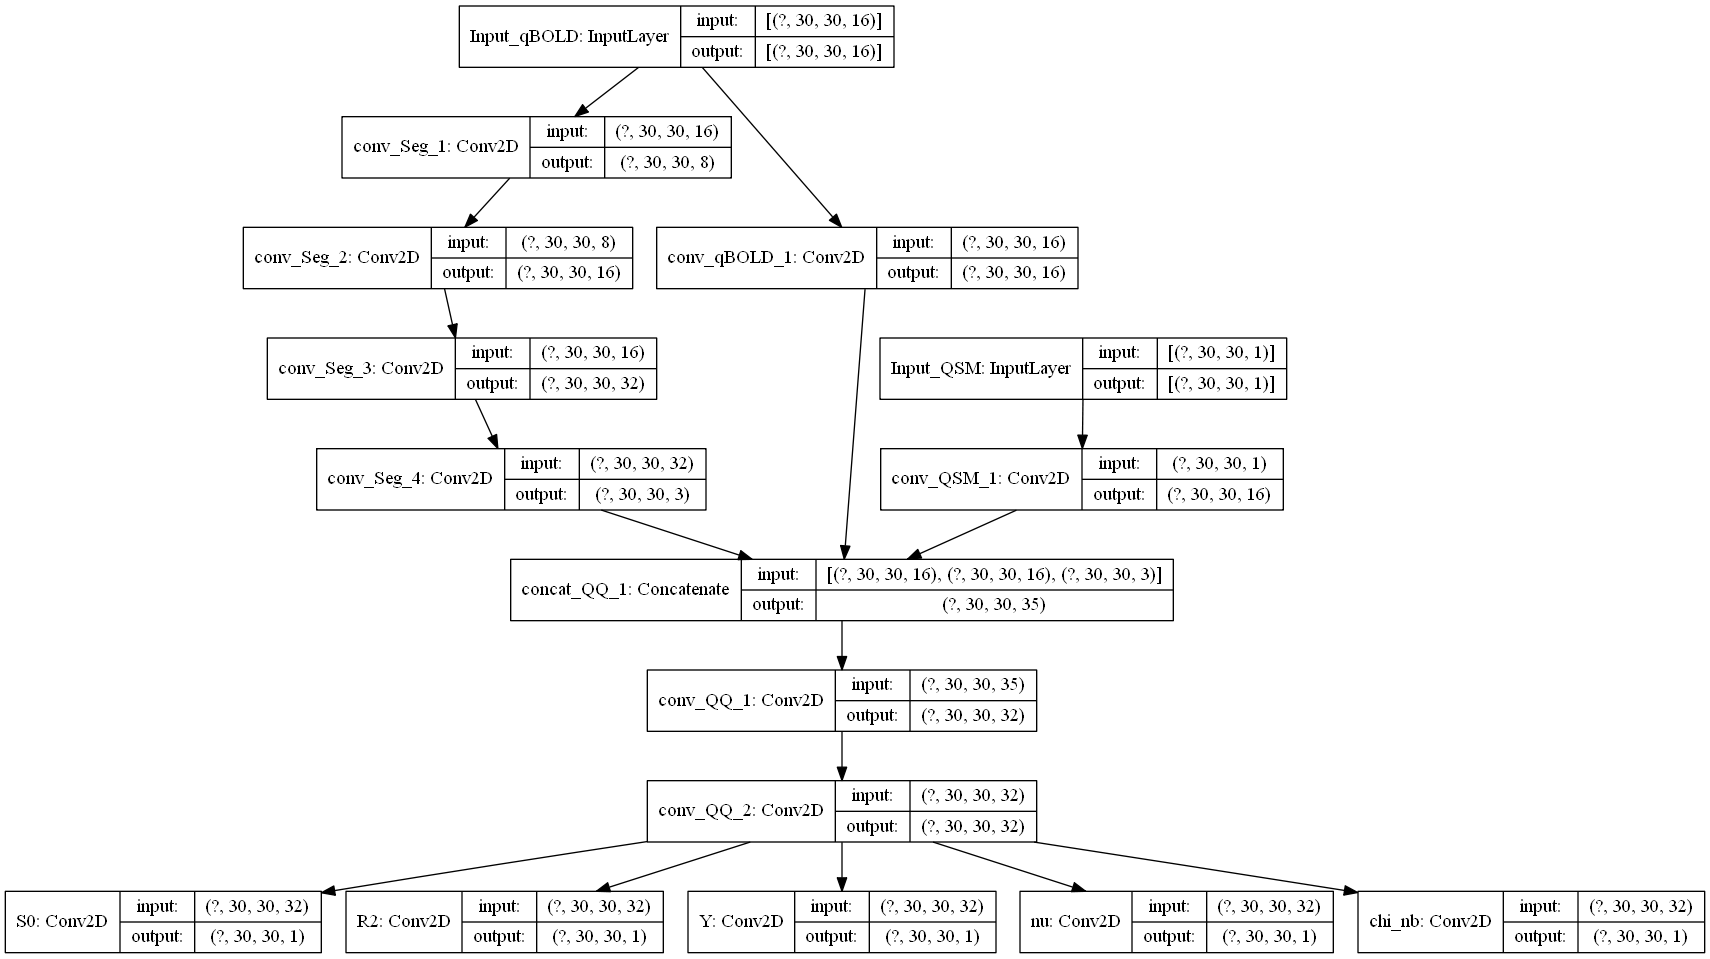 Input_qBOLD: InputLayer
input: [(?, 30, 30, 16)]
output: [(?, 30, 30, 16)]
conv_Seg_1: Conv2D
input: (?, 30, 30, 16)
output: (?, 30, 30, 8)
conv_Seg_2: Conv2D
input: (?, 30, 30, 8)
output: (?, 30, 30, 16)
conv_qBOLD_1: Conv2D
input: (?, 30, 30, 16)
output: (?, 30, 30, 16)
conv_Seg_3: Conv2D
input: (?, 30, 30, 16)
output: (?, 30, 30, 32)
Input_QSM: InputLayer
input: [(?, 30, 30, 1)]
output: [(?, 30, 30, 1)]
conv_Seg_4: Conv2D
input: (?, 30, 30, 32)
output: (?, 30, 30, 3)
conv_QSM_1: Conv2D
input: (?, 30, 30, 1)
output: (?, 30, 30, 16)
concat_QQ_1: Concatenate
input: [(?, 30, 30, 16), (?, 30, 30, 16), (?, 30, 30, 3)]
output: (?, 30, 30, 35)
conv_QQ_1: Conv2D
input: (?, 30, 30, 35)
output: (?, 30, 30, 32)
conv_QQ_2: Conv2D
input: (?, 30, 30, 32)
output: (?, 30, 30, 32)
S0: Conv2D
input: (?, 30, 30, 32)
output: (?, 30, 30, 1)
R2: Conv2D
input: (?, 30, 30, 32)
output: (?, 30, 30, 1)
Y: Conv2D
input: (?, 30, 30, 32)
output: (?, 30, 30, 1)
nu: Conv2D
input: (?, 30, 30, 32)
output: (?, 30, 30, 1)
chi_nb: Conv2D
input: (?, 30, 30, 32)
output: (?, 30, 30, 1)